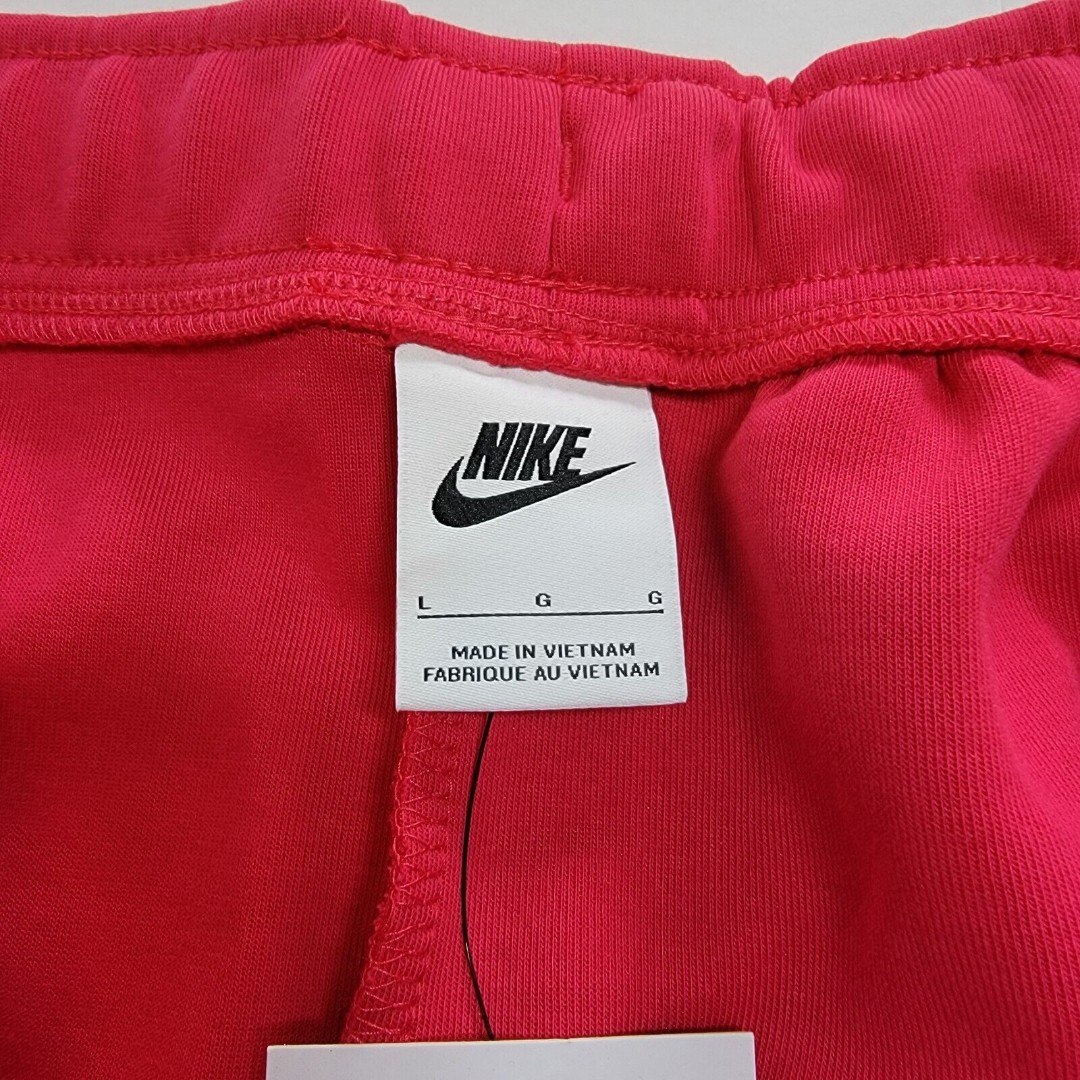 NIKE
L G G
MADE IN VIETNAM
FABRIQUE AU VIETNAM